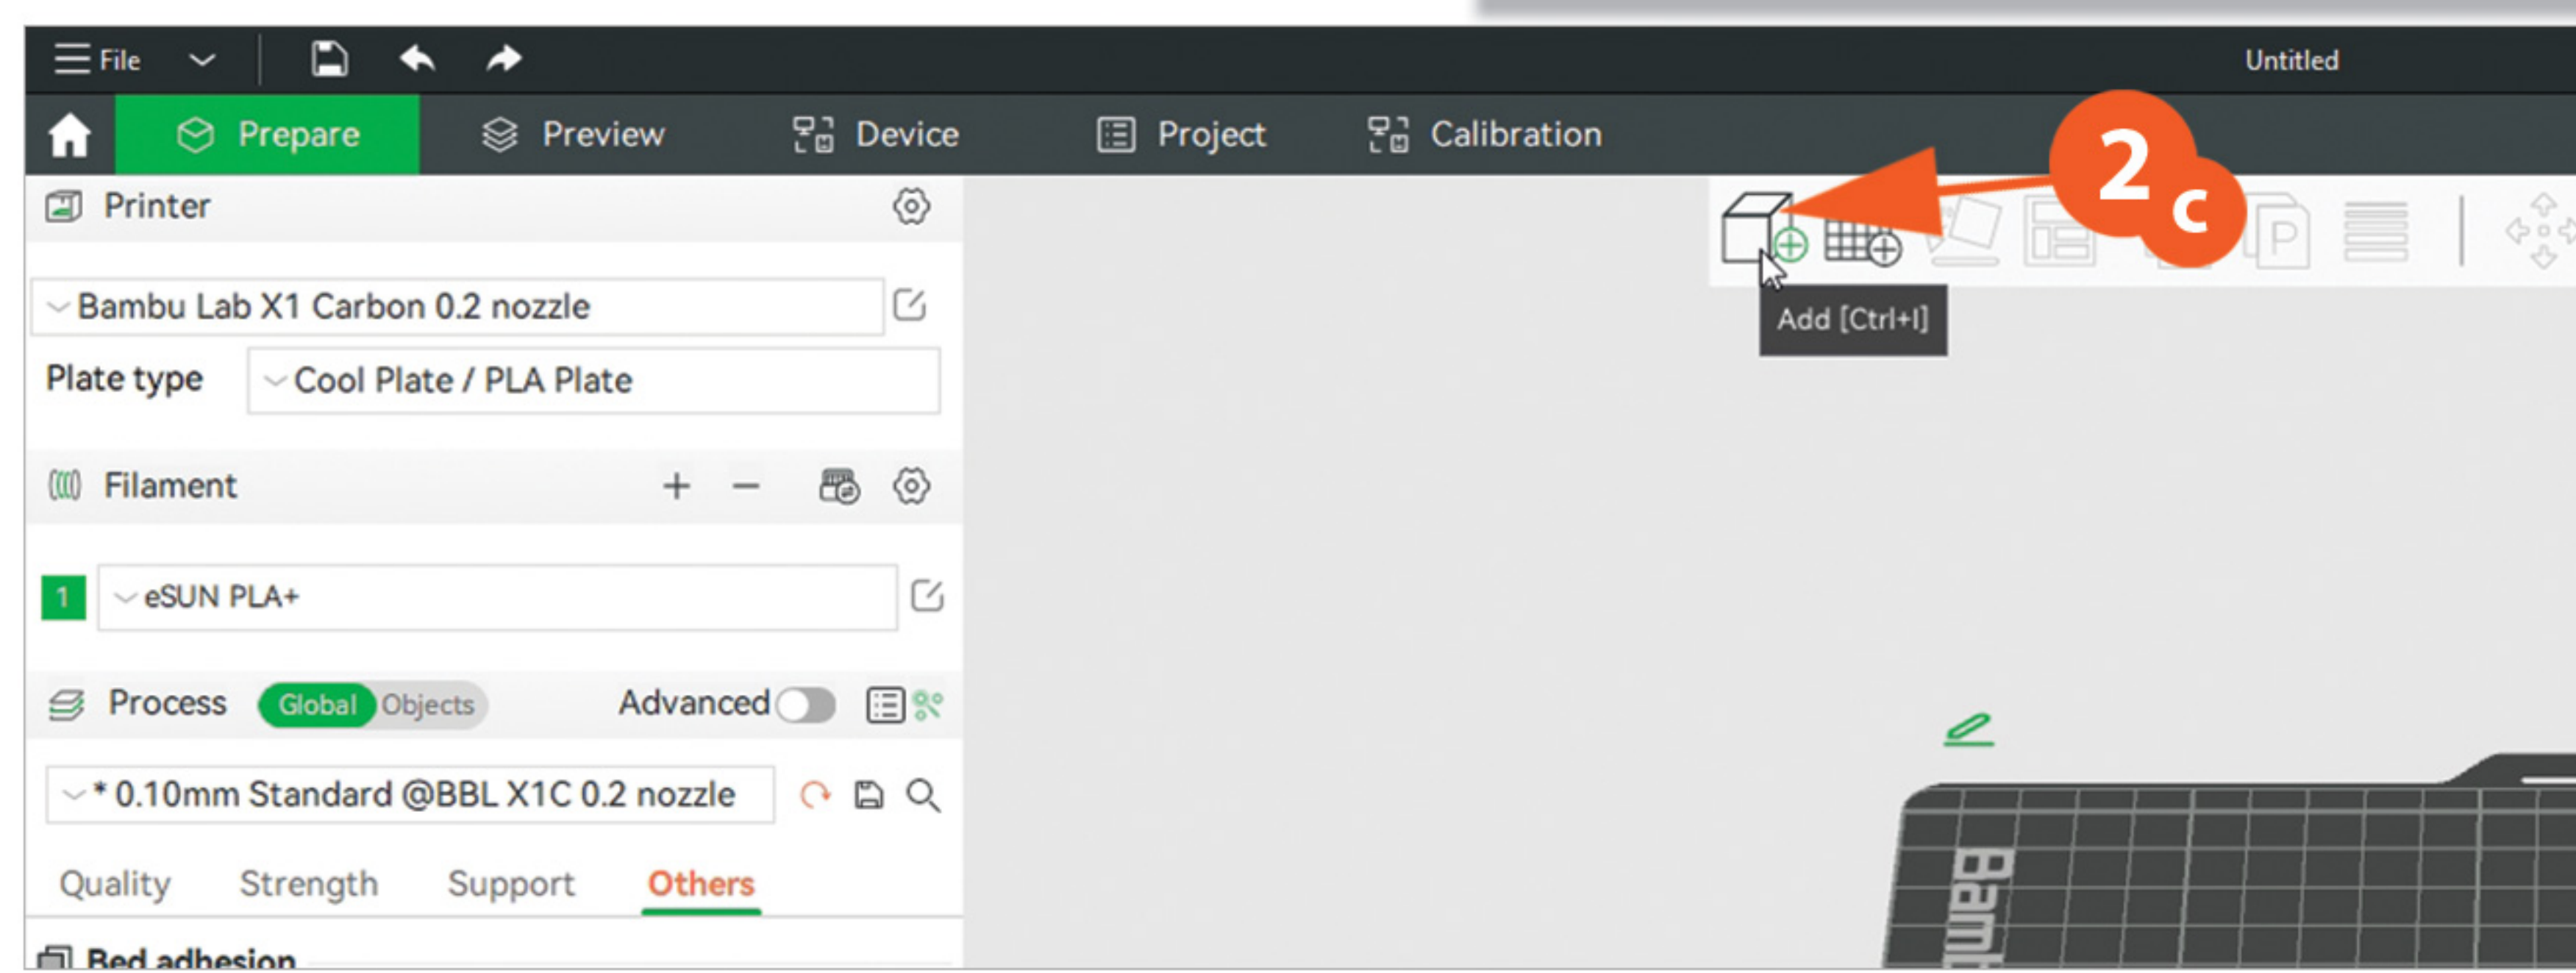 File
Untitled
Prepare Preview Device Project Calibration
2
c
Printer
P
Bambu Lab X1 Carbon 0.2 nozzle
Add [Ctrl+I]
Plate type Cool Plate / PLA Plate
Filament + −
1 eSUN PLA+
Process Global Objects Advanced
* 0.10mm Standard @BBL X1C 0.2 nozzle
Quality Strength Support Others
Bed adhesion